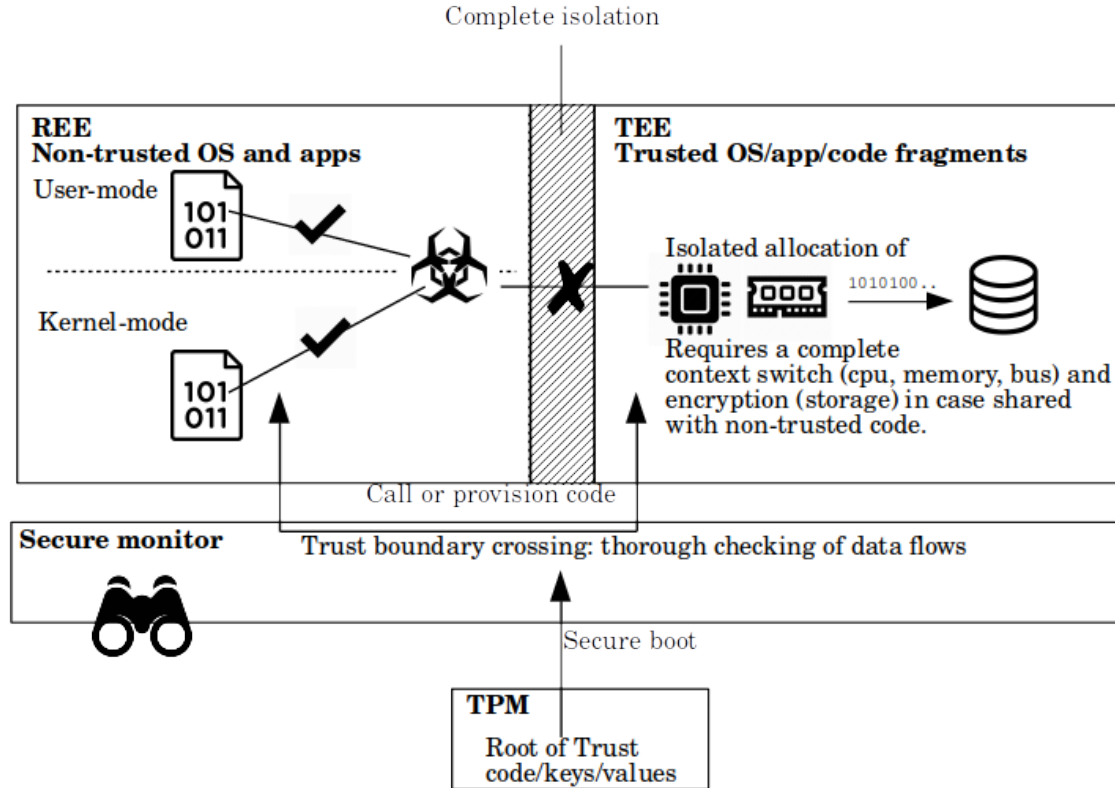 Complete isolation
REE
Non-trusted OS and apps
User-mode
101
011
Kernel-mode
101
011
TEE
Trusted OS/app/code fragments
Isolated allocation of
1010100..
Requires a complete
context switch (cpu, memory, bus) and
encryption (storage) in case shared
with non-trusted code.
Call or provision code
Secure monitor
Trust boundary crossing: thorough checking of data flows
Secure boot
TPM
Root of Trust
code/keys/values